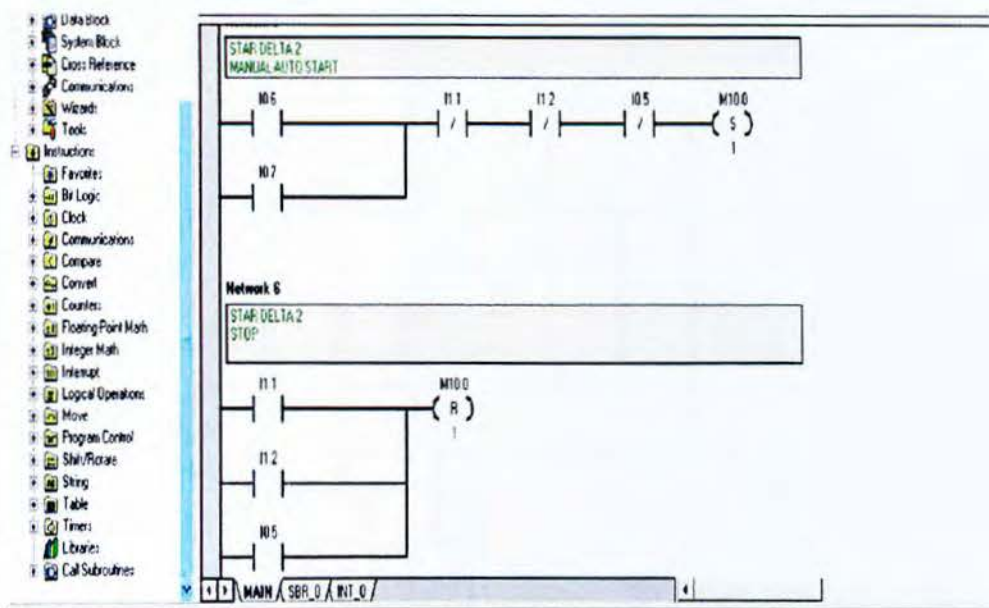 Data Block
System Block
Cross Reference
Communications
Wizards
Tools
Instructions
Favorites
Bit Logic
Clock
Communications
Compare
Convert
Counters
Floating-Point Math
Integer Math
Interrupt
Logical Operations
Move
Program Control
Shift/Rotate
String
Table
Timers
Libraries
Call Subroutines
STAR DELTA 2
MANUAL AUTO START
I0.6 I1.1 I1.2 I0.5 M10.0
/ / / S
1
I0.7
Network 6
STAR DELTA 2
STOP
I1.1 M10.0
R
1
I1.2
I0.5
MAIN SBR_0 INT_0